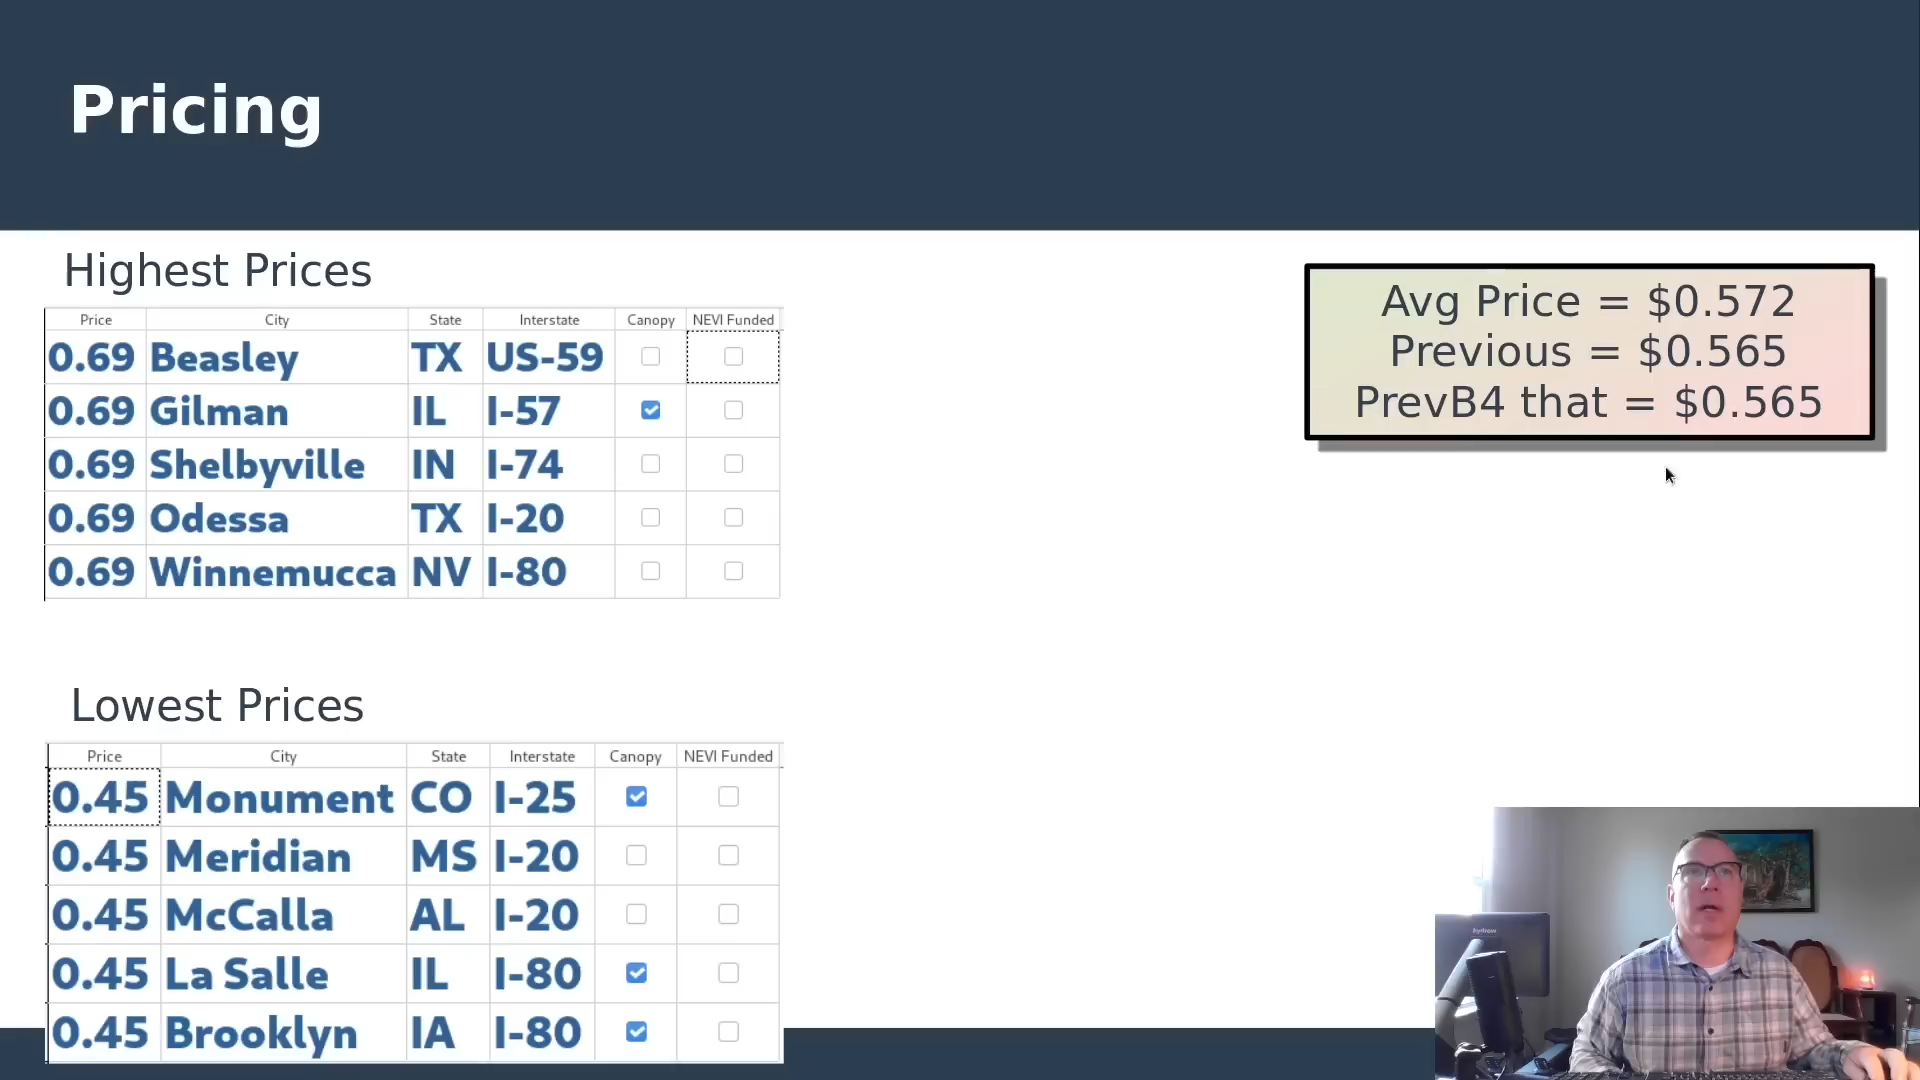 Pricing
Highest Prices
Price City State Interstate Canopy NEVI Funded
0.69 Beasley TX US-59
0.69 Gilman IL I-57
0.69 Shelbyville IN I-74
0.69 Odessa TX I-20
0.69 Winnemucca NV I-80
Avg Price = $0.572
Previous = $0.565
PrevB4 that = $0.565
Lowest Prices
Price City State Interstate Canopy NEVI Funded
0.45 Monument CO I-25
0.45 Meridian MS I-20
0.45 McCalla AL I-20
0.45 La Salle IL I-80
0.45 Brooklyn IA I-80